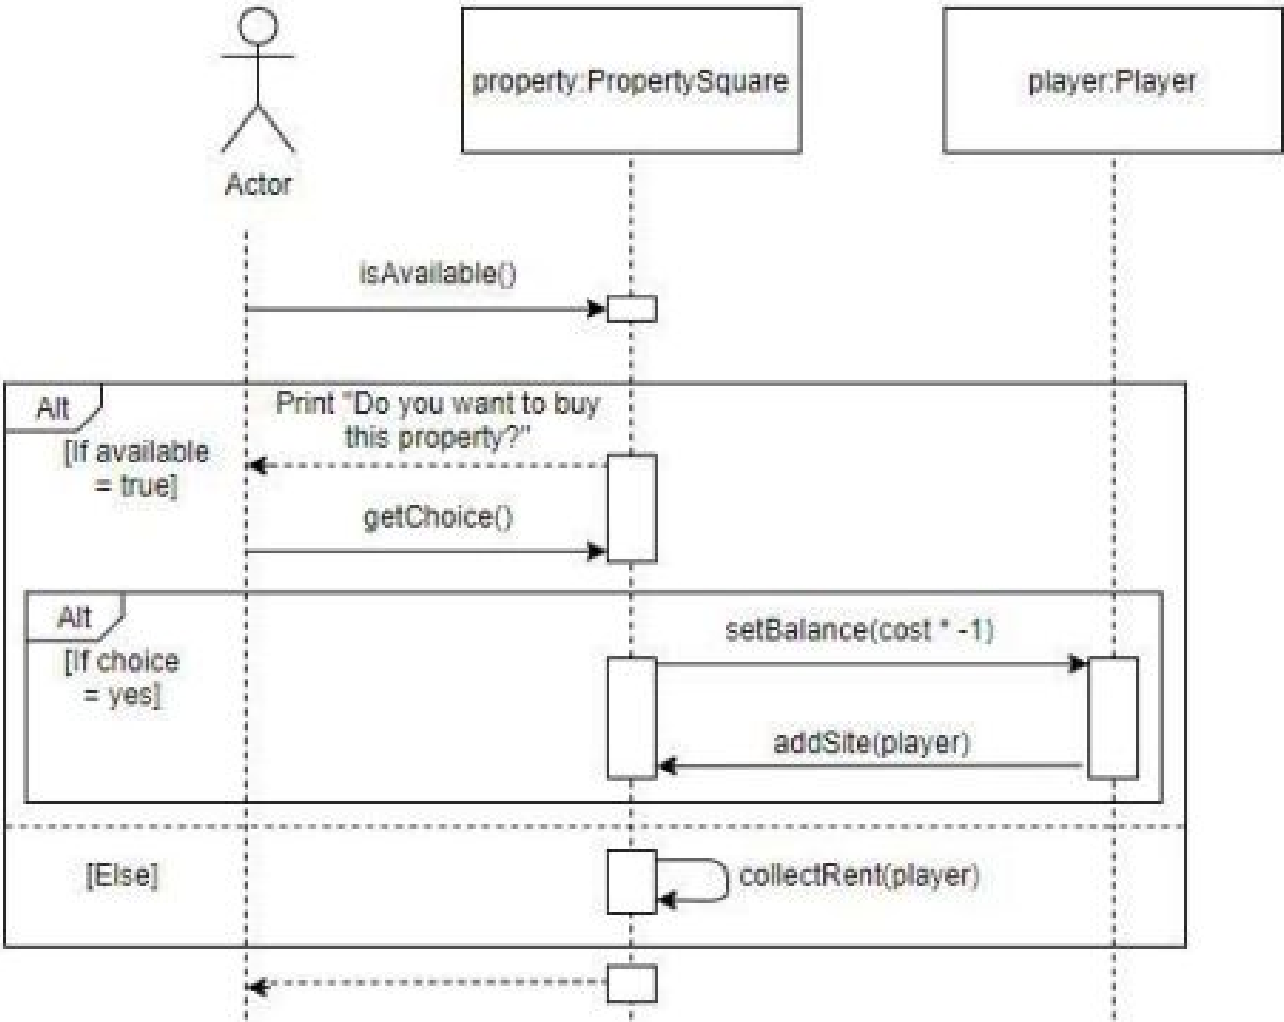 property:PropertySquare
player:Player
Actor
isAvailable()
Alt
Print "Do you want to buy
this property?"
[If available
= true]
getChoice()
Alt
[If choice
= yes]
setBalance(cost * -1)
addSite(player)
[Else]
collectRent(player)